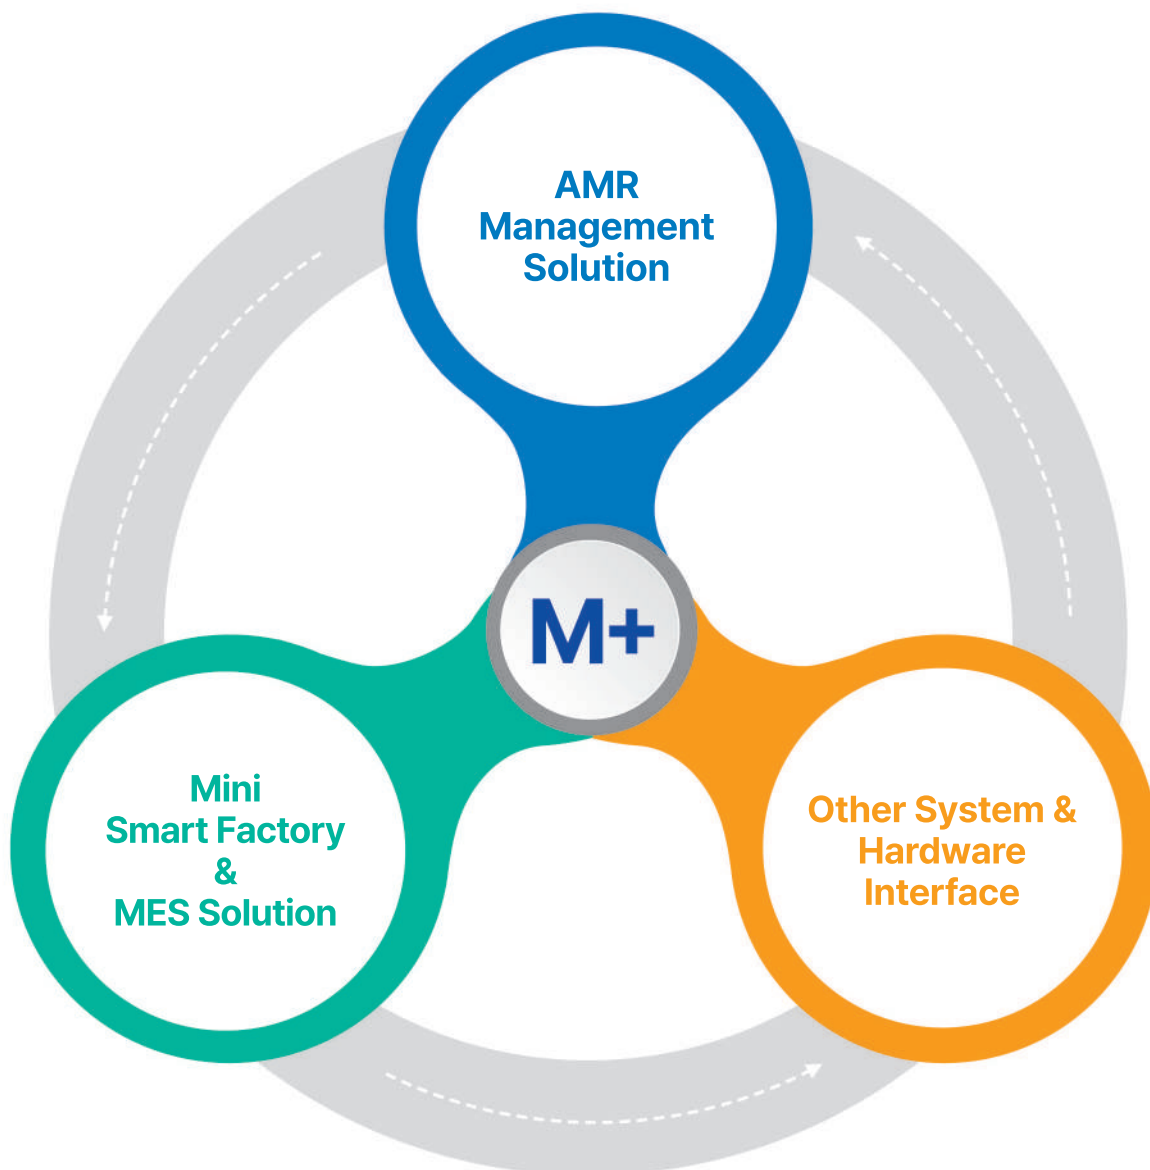 AMR
Management
Solution
M+
Mini
Smart Factory
&
MES Solution
Other System &
Hardware
Interface